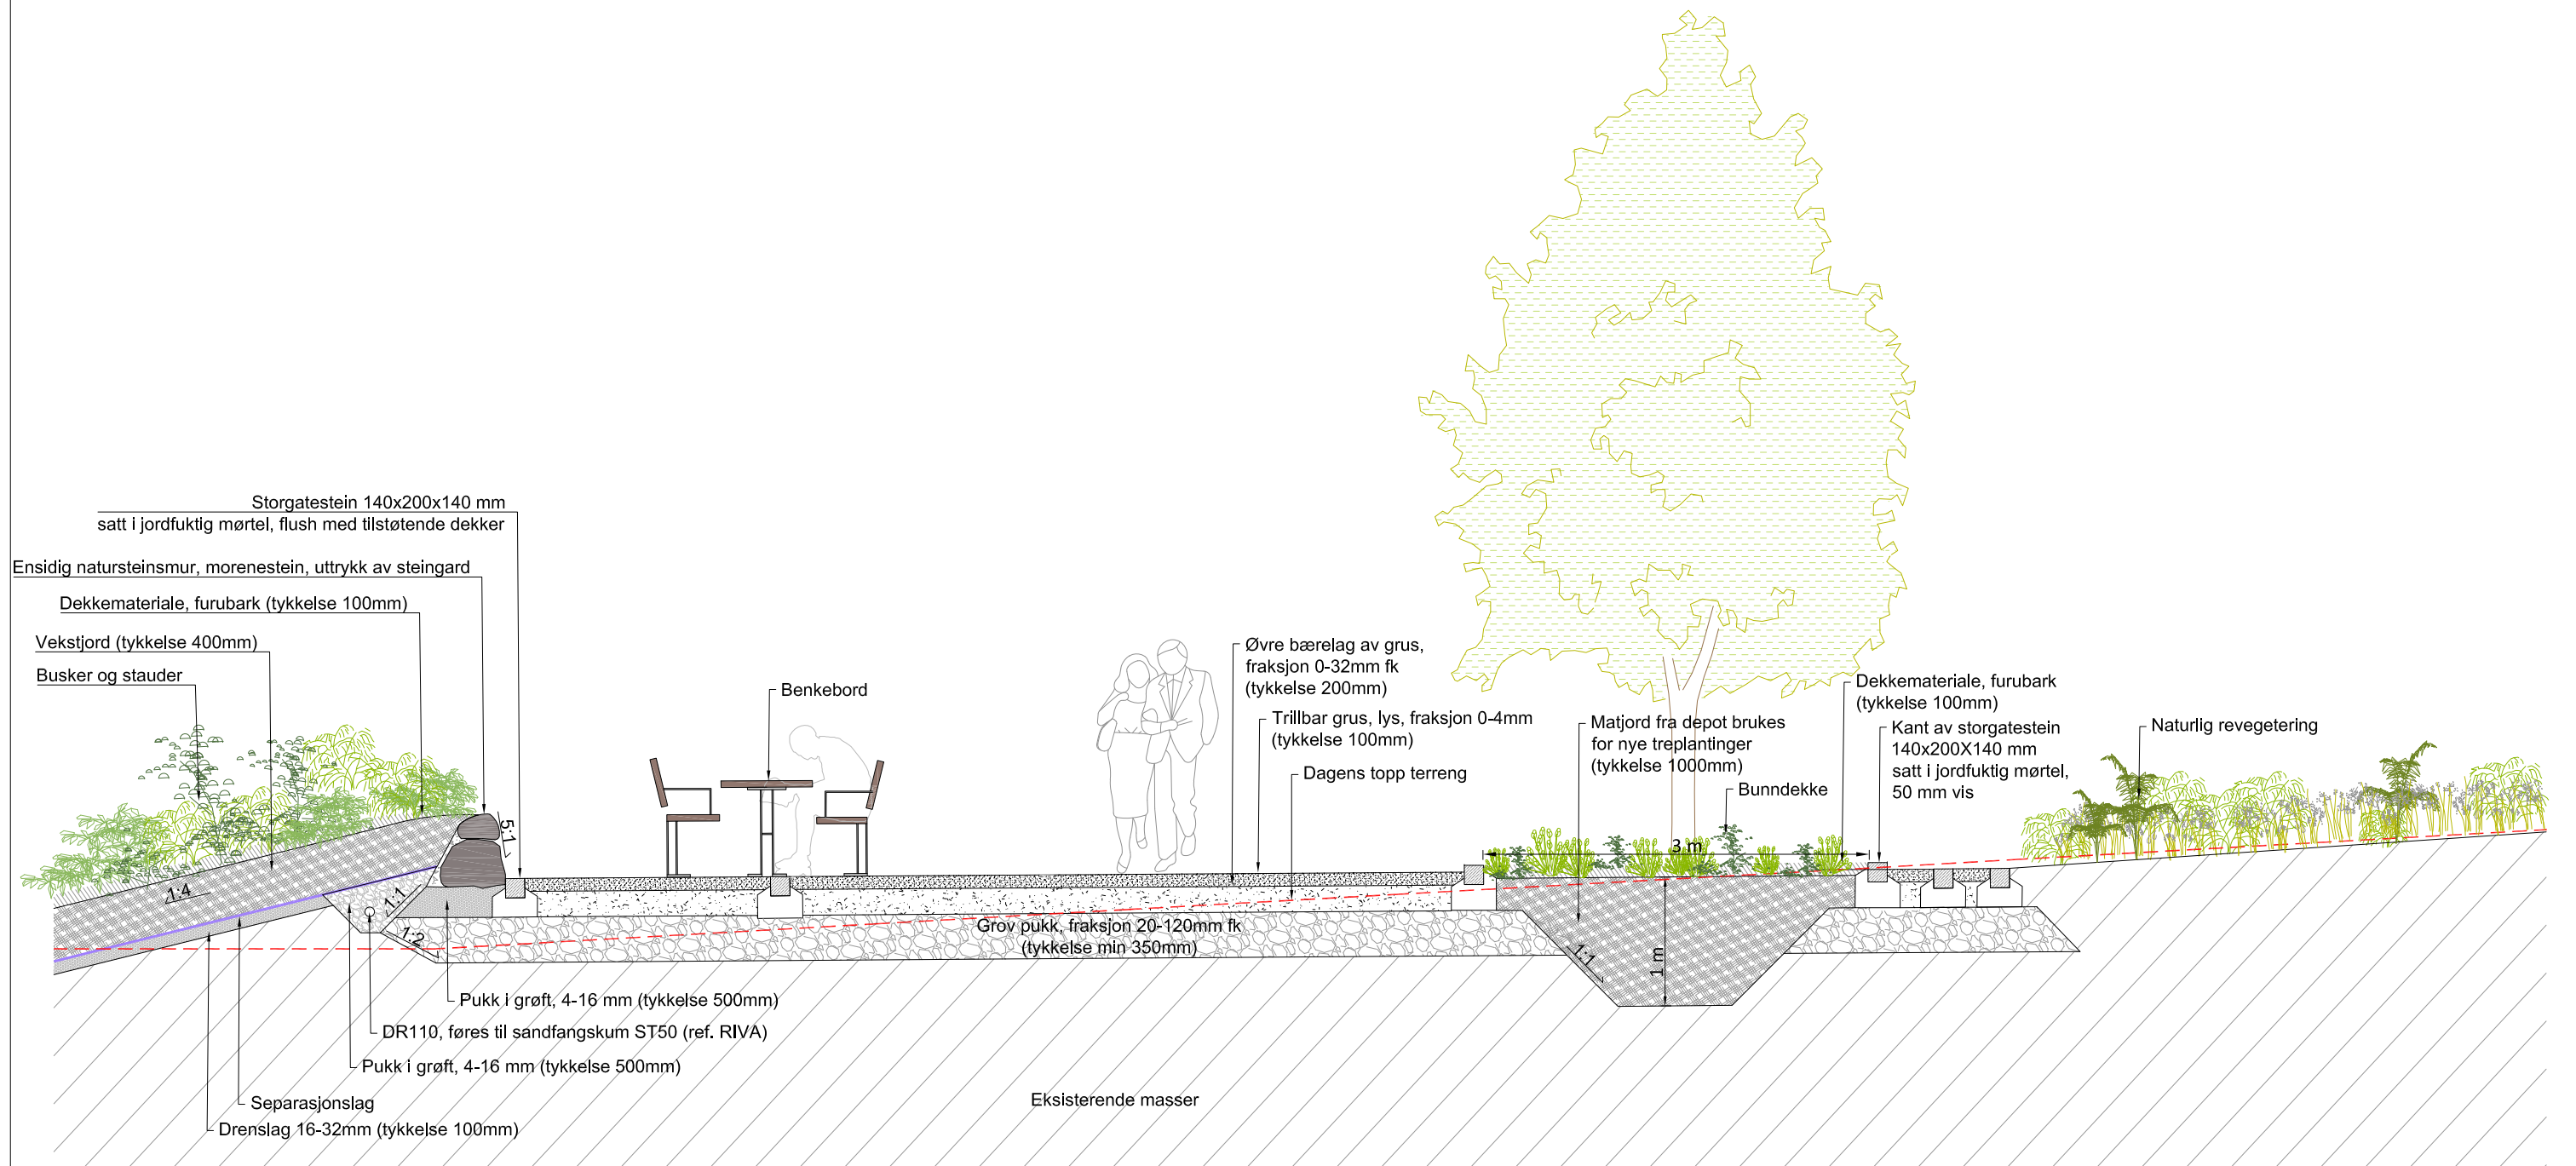 Storgatestein 140x200x140 mm
satt i jordfuktig mørtel, flush med tilstøtende dekker
Ensidig natursteinsmur, morenestein, uttrykk av steingard
Dekkemateriale, furubark (tykkelse 100mm)
Vekstjord (tykkelse 400mm)
Busker og stauder
Benkebord
Øvre bærelag av grus,
fraksjon 0-32mm fk
(tykkelse 200mm)
Trillbar grus, lys, fraksjon 0-4mm
(tykkelse 100mm)
Dagens topp terreng
Matjord fra depot brukes
for nye treplantinger
(tykkelse 1000mm)
Bunndekke
Dekkemateriale, furubark
(tykkelse 100mm)
Kant av storgatestein
140x200X140 mm
satt i jordfuktig mørtel,
50 mm vis
Naturlig revegetering
5:1
3 m
1:4
1:1
1:2
Grov pukk, fraksjon 20-120mm fk
(tykkelse min 350mm)
1:1
1 m
Pukk i grøft, 4-16 mm (tykkelse 500mm)
DR110, føres til sandfangskum ST50 (ref. RIVA)
Pukk i grøft, 4-16 mm (tykkelse 500mm)
Separasjonslag
Drenslag 16-32mm (tykkelse 100mm)
Eksisterende masser